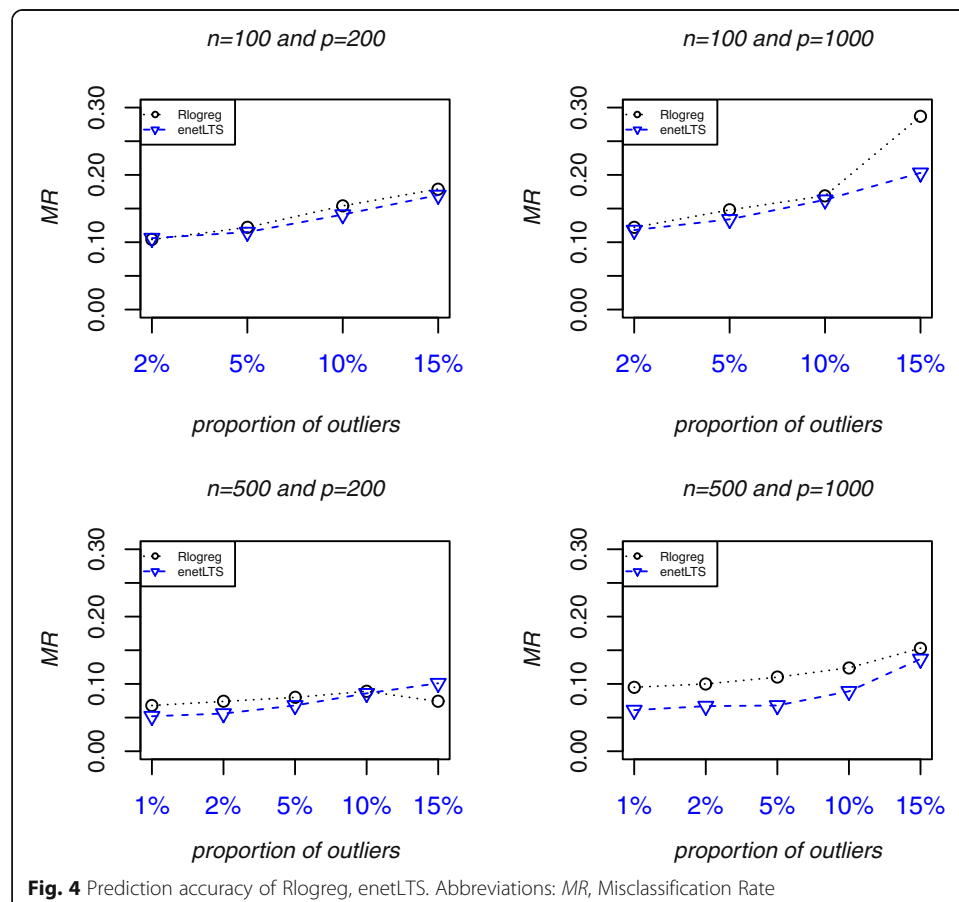 n=100 and p=200
0.30
0.20
0.10
0.00
MR
Rlogreg
enetLTS
2% 5% 10% 15%
proportion of outliers
n=100 and p=1000
0.30
0.20
0.10
0.00
MR
Rlogreg
enetLTS
2% 5% 10% 15%
proportion of outliers
n=500 and p=200
0.30
0.20
0.10
0.00
MR
Rlogreg
enetLTS
1% 2% 5% 10% 15%
proportion of outliers
n=500 and p=1000
0.30
0.20
0.10
0.00
MR
Rlogreg
enetLTS
1% 2% 5% 10% 15%
proportion of outliers
Fig. 4 Prediction accuracy of Rlogreg, enetLTS. Abbreviations: MR, Misclassification Rate